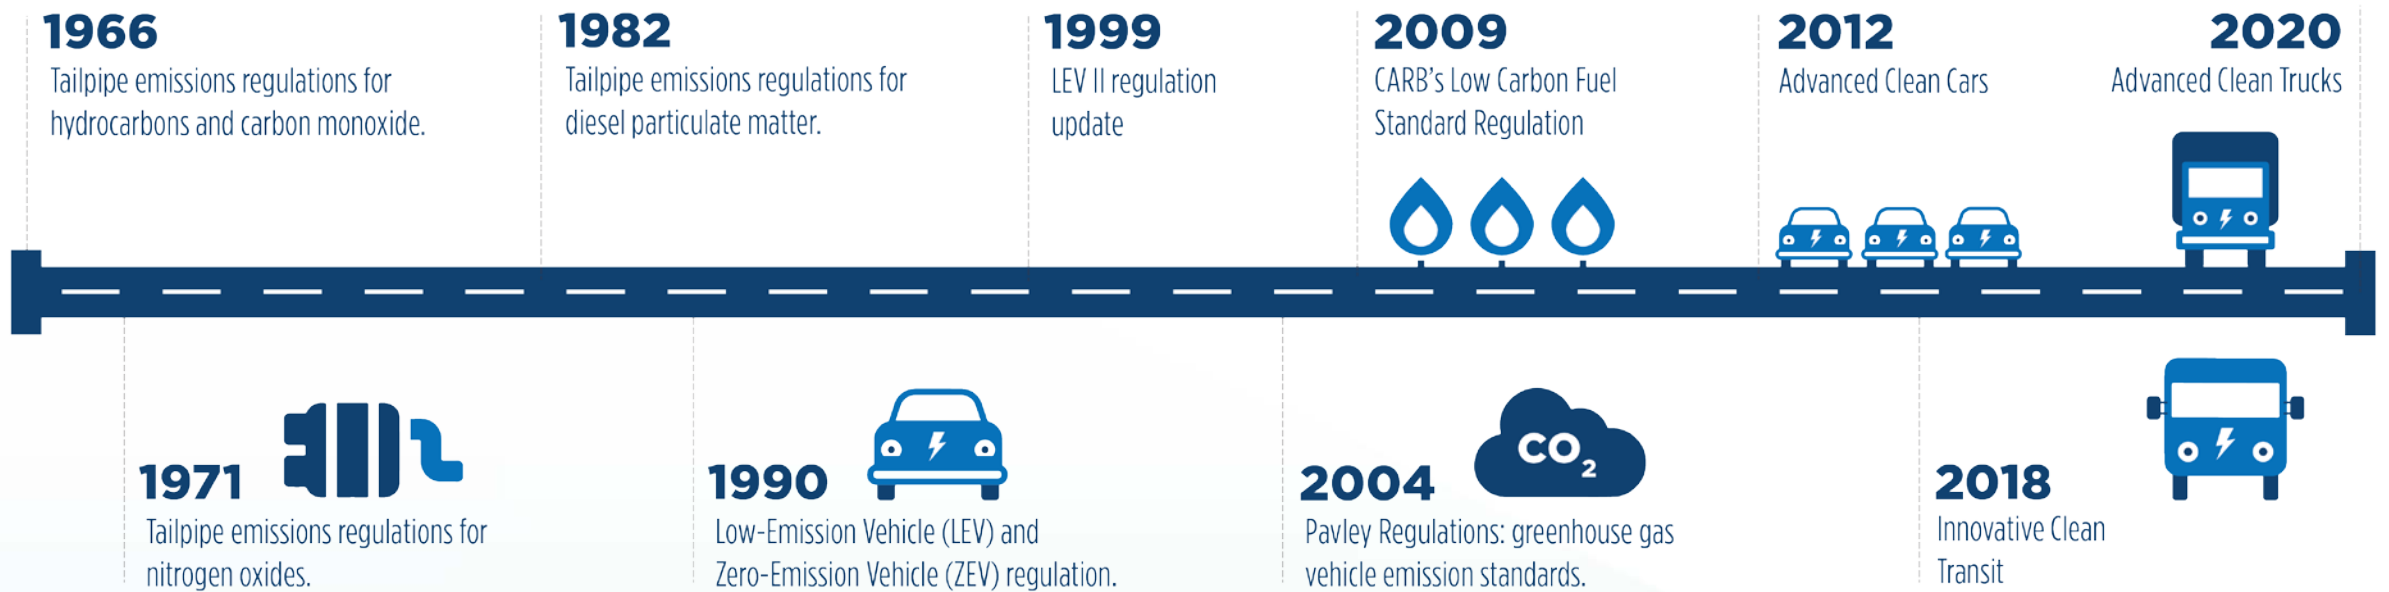 1966
Tailpipe emissions regulations for
hydrocarbons and carbon monoxide.
1982
Tailpipe emissions regulations for
diesel particulate matter.
1999
LEV II regulation
update
2009
CARB's Low Carbon Fuel
Standard Regulation
2012
Advanced Clean Cars
2020
Advanced Clean Trucks
1971
Tailpipe emissions regulations for
nitrogen oxides.
1990
Low-Emission Vehicle (LEV) and
Zero-Emission Vehicle (ZEV) regulation.
CO₂
2004
Pavley Regulations: greenhouse gas
vehicle emission standards.
2018
Innovative Clean
Transit